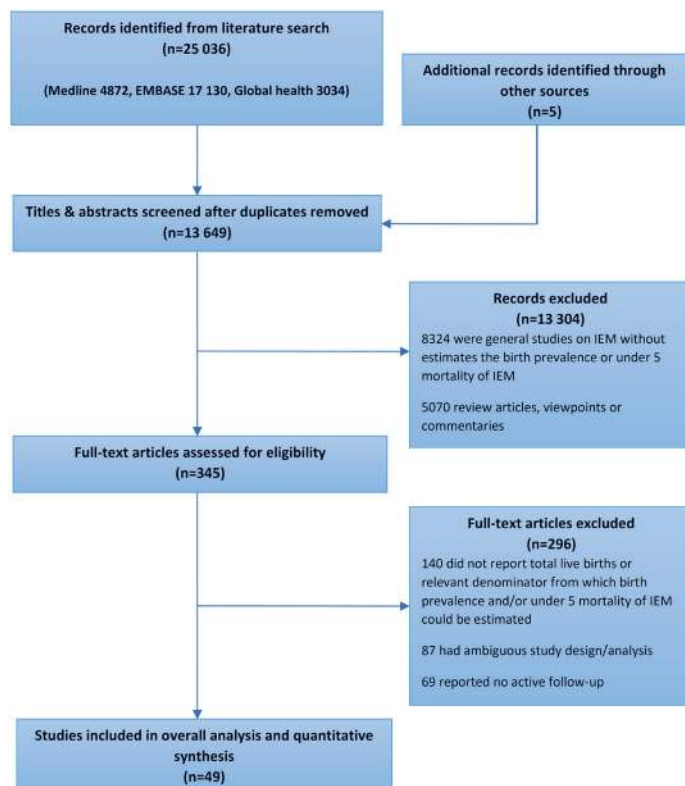 Records identified from literature search
(n=25 036)
(Medline 4872, EMBASE 17 130, Global health 3034)
Additional records identified through
other sources
(n=5)
Titles & abstracts screened after duplicates removed
(n=13 649)
Records excluded
(n=13 304)
8324 were general studies on IEM without
estimates the birth prevalence or under 5
mortality of IEM
5070 review articles, viewpoints or
commentaries
Full-text articles assessed for eligibility
(n=345)
Full-text articles excluded
(n=296)
140 did not report total live births or
relevant denominator from which birth
prevalence and/or under 5 mortality of IEM
could be estimated
87 had ambiguous study design/analysis
69 reported no active follow-up
Studies included in overall analysis and quantitative
synthesis
(n=49)